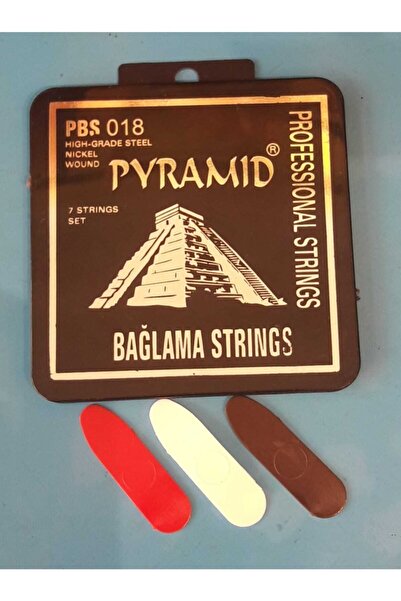 PBS 018
HIGH-GRADE STEEL
NICKEL
WOUND
PYRAMID®
7 STRINGS
SET
BAĞLAMA STRINGS
PROFESSIONAL STRINGS